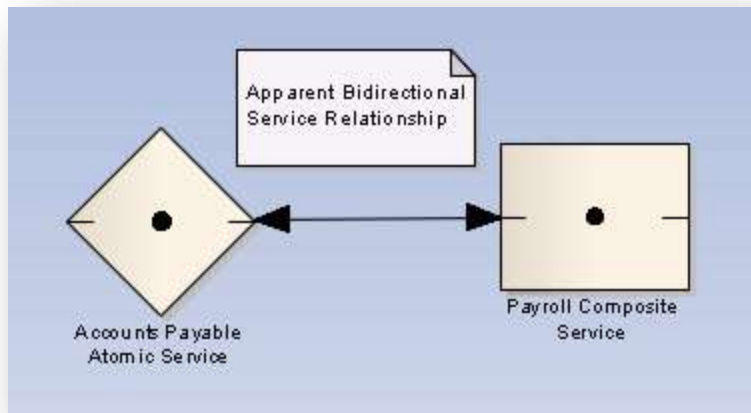 Apparent Bidirectional
Service Relationship
Accounts Payable
Atomic Service
Payroll Composite
Service